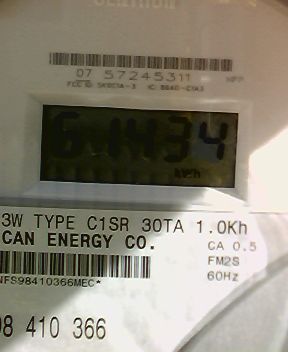 07 57245311
61434
kWh
3W TYPE C1SR 30TA 1.0Kh
CAN ENERGY CO. CA 0.5
FM2S
NFS98410366MEC* 60Hz
98 410 366